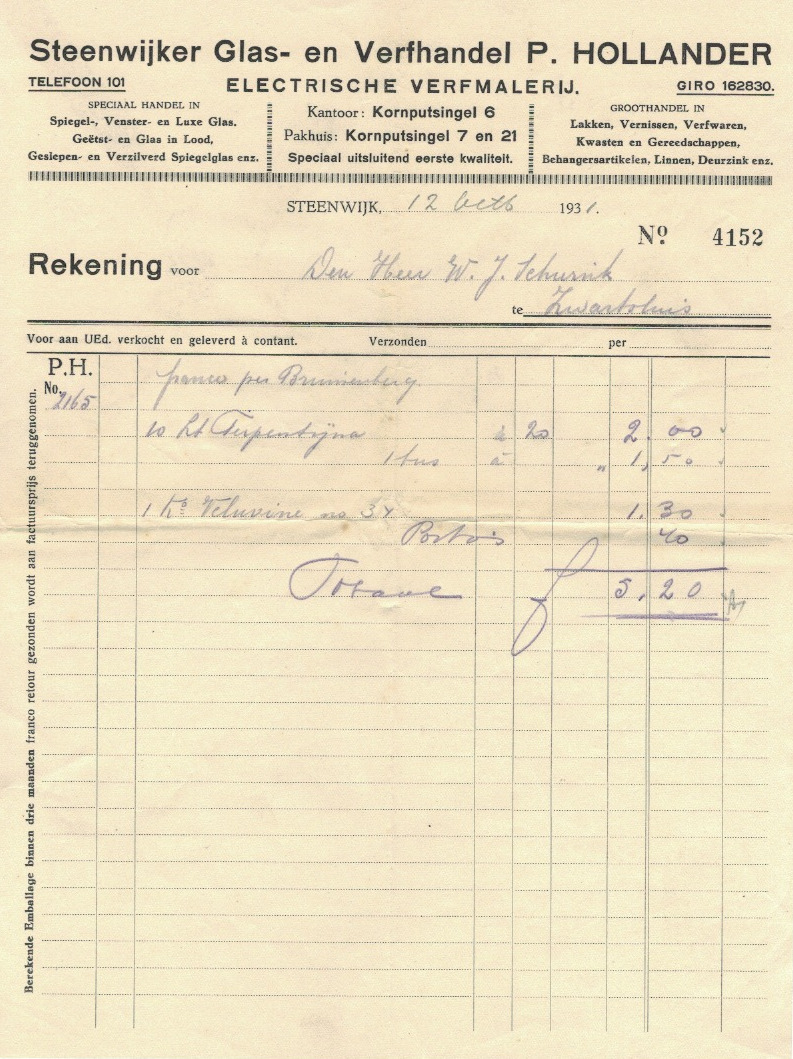 Steenwijker Glas- en Verfhandel P. HOLLANDER
TELEFOON 101
ELECTRISCHE VERFMALERIJ.
GIRO 162830.
SPECIAAL HANDEL IN
Spiegel-, Venster- en Luxe Glas.
Geëtst- en Glas in Lood,
Geslepen- en Verzilverd Spiegelglas enz.
Kantoor: Kornputsingel 6
Pakhuis: Kornputsingel 7 en 21
Speciaal uitsluitend eerste kwaliteit.
GROOTHANDEL IN
Lakken, Vernissen, Verfwaren,
Kwasten en Gereedschappen,
Behangersartikelen, Linnen, Deurzink enz.
STEENWIJK, 12 Octb 1931.
No 4152
Rekening voor Den Heer W. J. Schurink
te Zwartsluis
Voor aan UEd. verkocht en geleverd à contant. Verzonden per
P.H.
No. 2165
franco per Brunnenberg
10 Lt Terpentijna à 20 2.00
1 bus à " 1,50
1 Ko Veluvine no 34 1.30
Porto's 40
Totaal f 5,20
Berekende Emballage binnen drie maanden franco retour gezonden wordt aan factuursprijs teruggenomen.